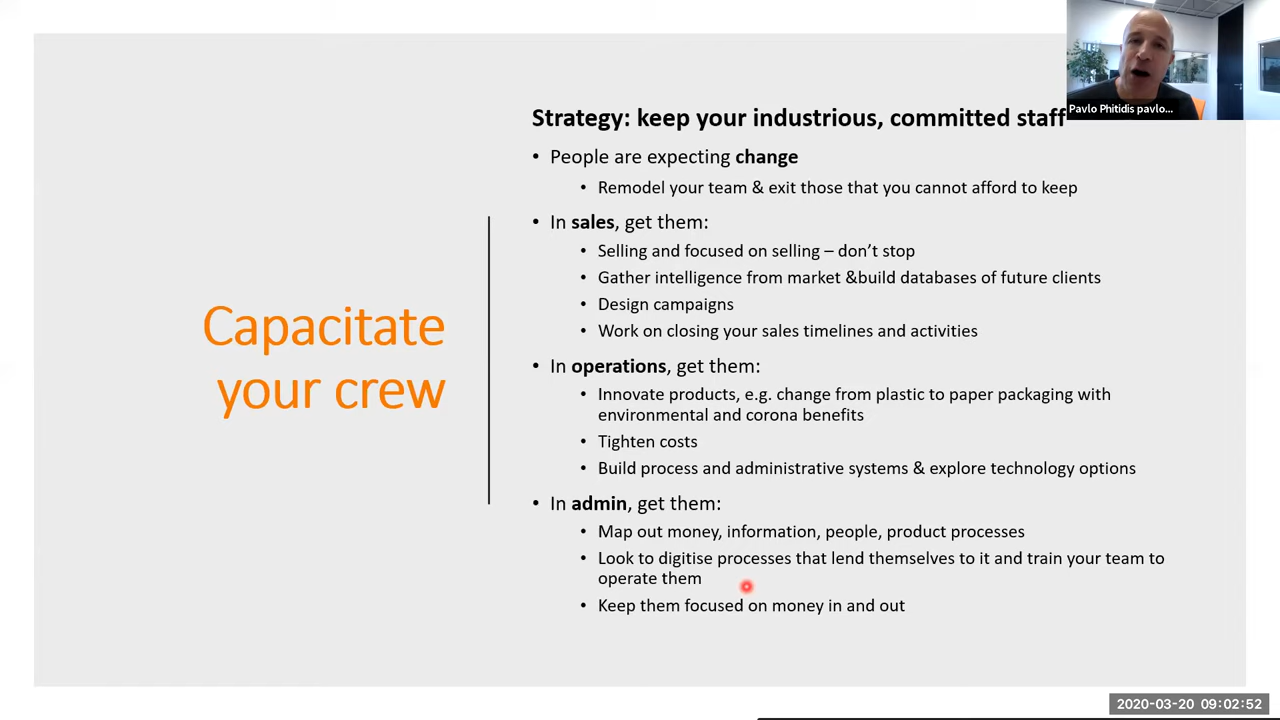 Pavlo Phitidis pavlo...
Strategy: keep your industrious, committed staff
• People are expecting change
• Remodel your team & exit those that you cannot afford to keep
• In sales, get them:
• Selling and focused on selling – don't stop
• Gather intelligence from market &build databases of future clients
• Design campaigns
• Work on closing your sales timelines and activities
Capacitate
your crew
• In operations, get them:
• Innovate products, e.g. change from plastic to paper packaging with
environmental and corona benefits
• Tighten costs
• Build process and administrative systems & explore technology options
• In admin, get them:
• Map out money, information, people, product processes
• Look to digitise processes that lend themselves to it and train your team to
operate them
• Keep them focused on money in and out
2020-03-20 09:02:52